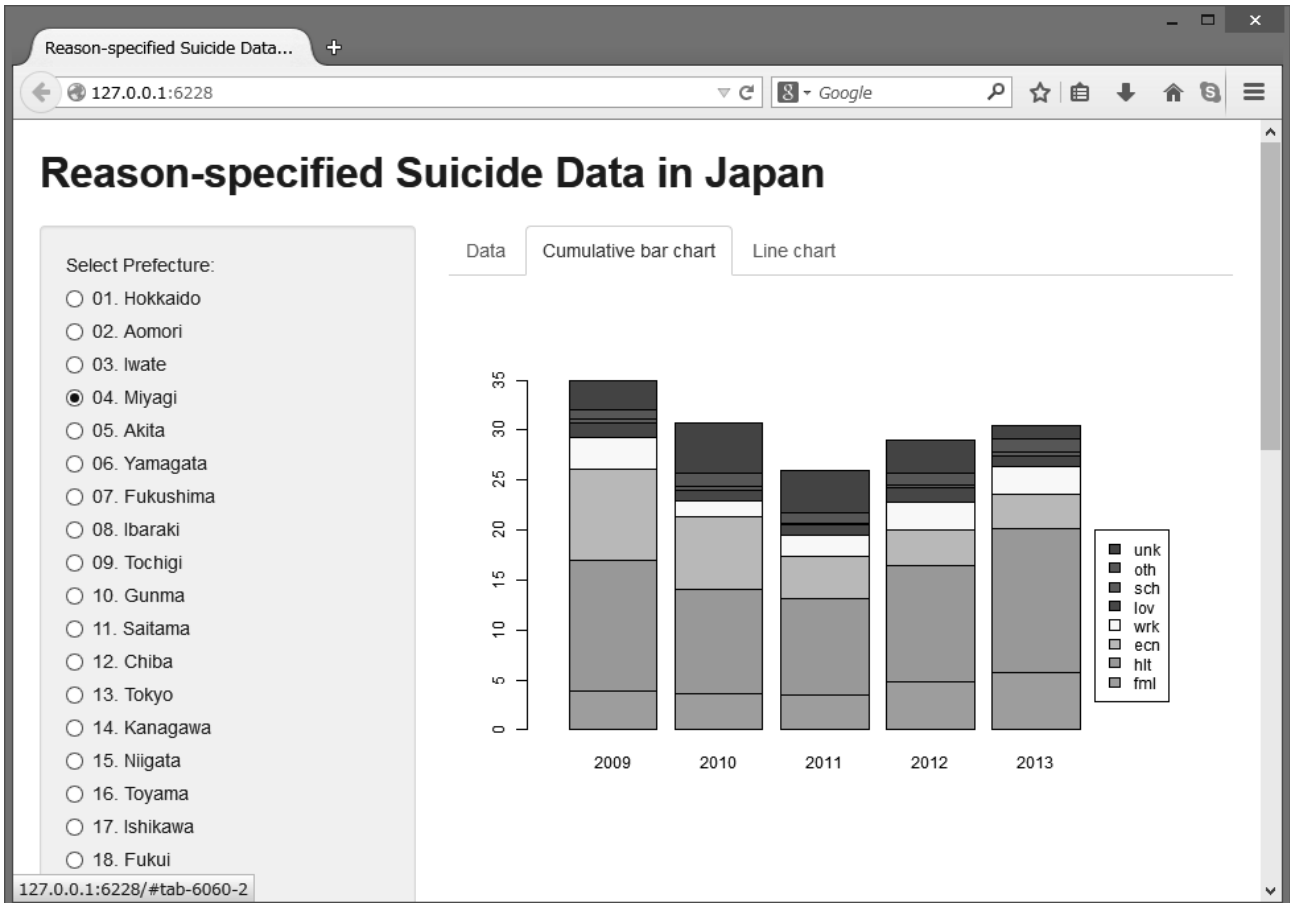 Reason-specified Suicide Data...
127.0.0.1:6228
Google
Reason-specified Suicide Data in Japan
Select Prefecture:
01. Hokkaido
02. Aomori
03. Iwate
04. Miyagi
05. Akita
06. Yamagata
07. Fukushima
08. Ibaraki
09. Tochigi
10. Gunma
11. Saitama
12. Chiba
13. Tokyo
14. Kanagawa
15. Niigata
16. Toyama
17. Ishikawa
18. Fukui
Data Cumulative bar chart Line chart
35
30
25
20
15
10
5
0
2009 2010 2011 2012 2013
unk
oth
sch
lov
wrk
ecn
hlt
fml
127.0.0.1:6228/#tab-6060-2